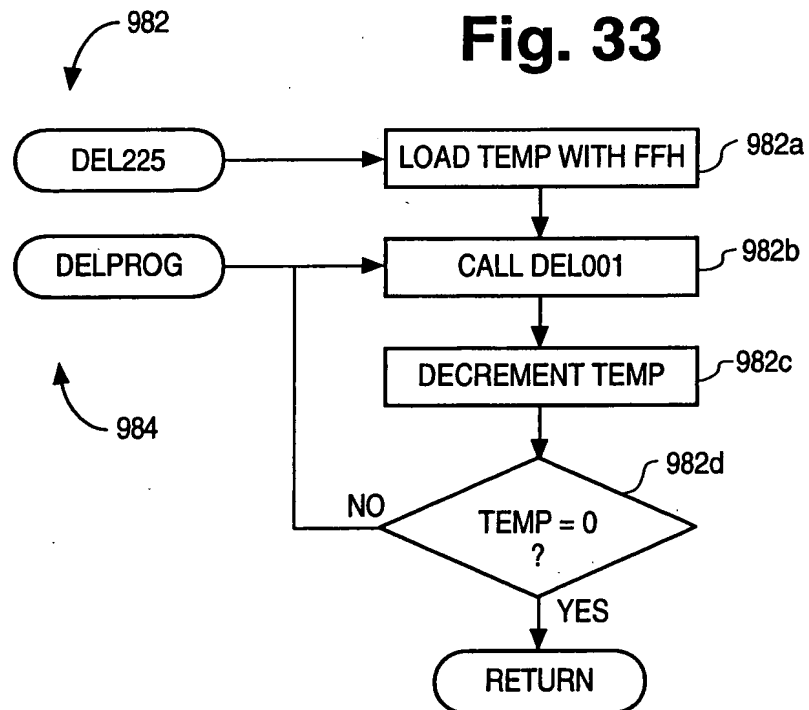 982
Fig. 33
DEL225
LOAD TEMP WITH FFH
982a
DELPROG
CALL DEL001
982b
DECREMENT TEMP
982c
984
982d
NO
TEMP = 0
?
YES
RETURN